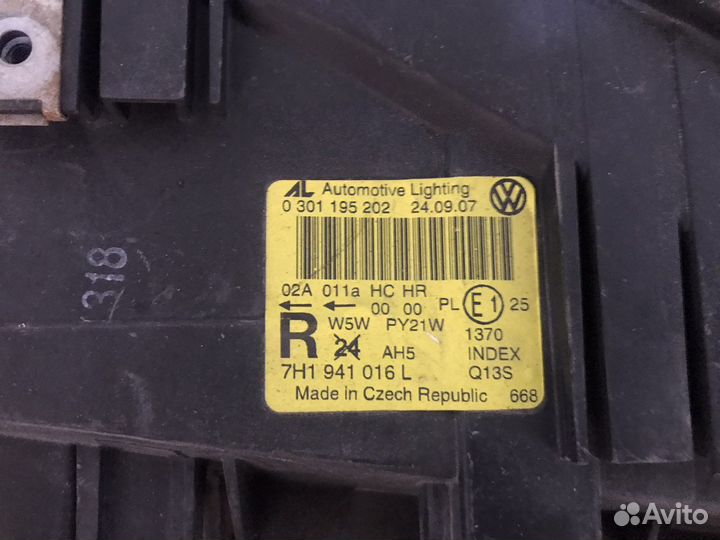 AL Automotive Lighting
0 301 195 202 24.09.07
02A 011a HC HR
00 00 PL E1 25
W5W PY21W 1370
R 24 AH5 INDEX
7H1 941 016 L Q13S
Made in Czech Republic 668
318
Avito